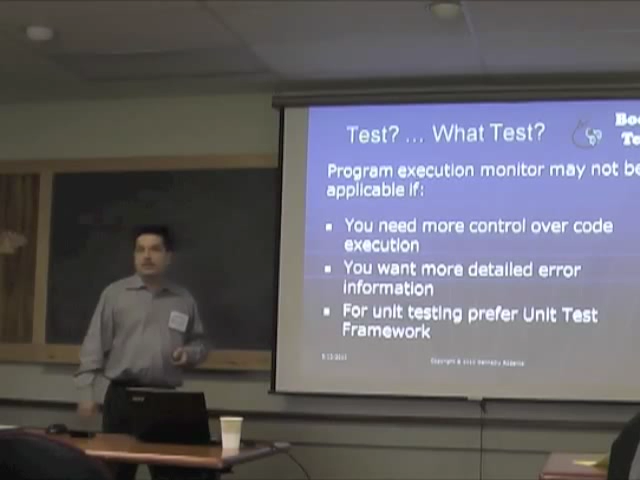 Test? ... What Test?
Program execution monitor may not be
applicable if:
You need more control over code
execution
You want more detailed error
information
For unit testing prefer Unit Test
Framework
Copyright ©